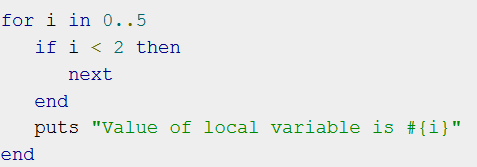 for i in 0..5
   if i < 2 then
      next
   end
   puts "Value of local variable is #{i}"
end